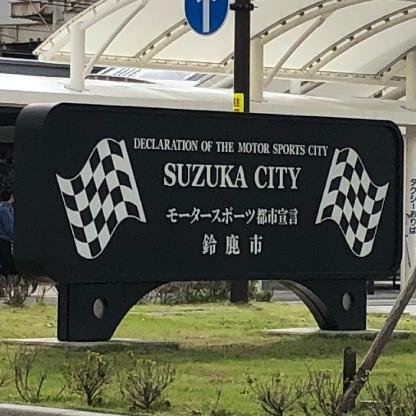 DECLARATION OF THE MOTOR SPORTS CITY
SUZUKA CITY
モータースポーツ都市宣言
鈴鹿市